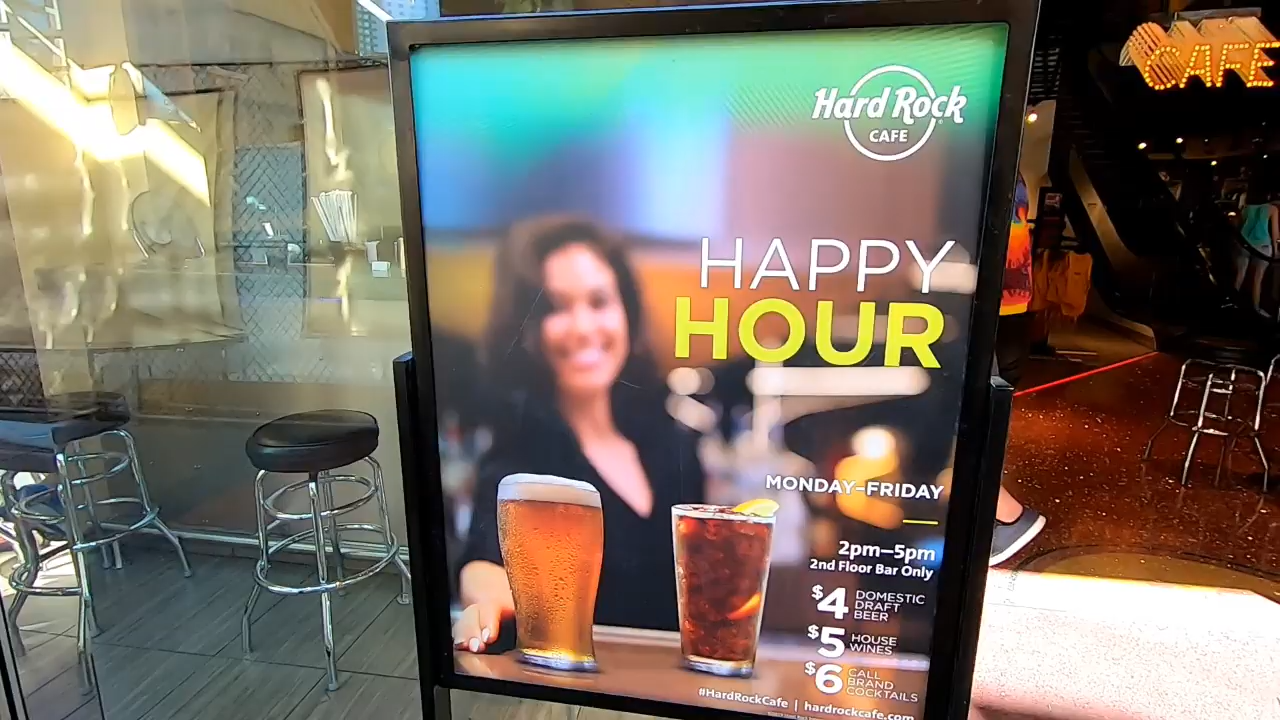 CAFE
Hard Rock
CAFE
HAPPY
HOUR
MONDAY–FRIDAY
2pm–5pm
2nd Floor Bar Only
$4 DOMESTIC
DRAFT
BEER
$5 HOUSE
WINES
$6 CALL
BRAND
COCKTAILS
#HardRockCafe | hardrockcafe.com